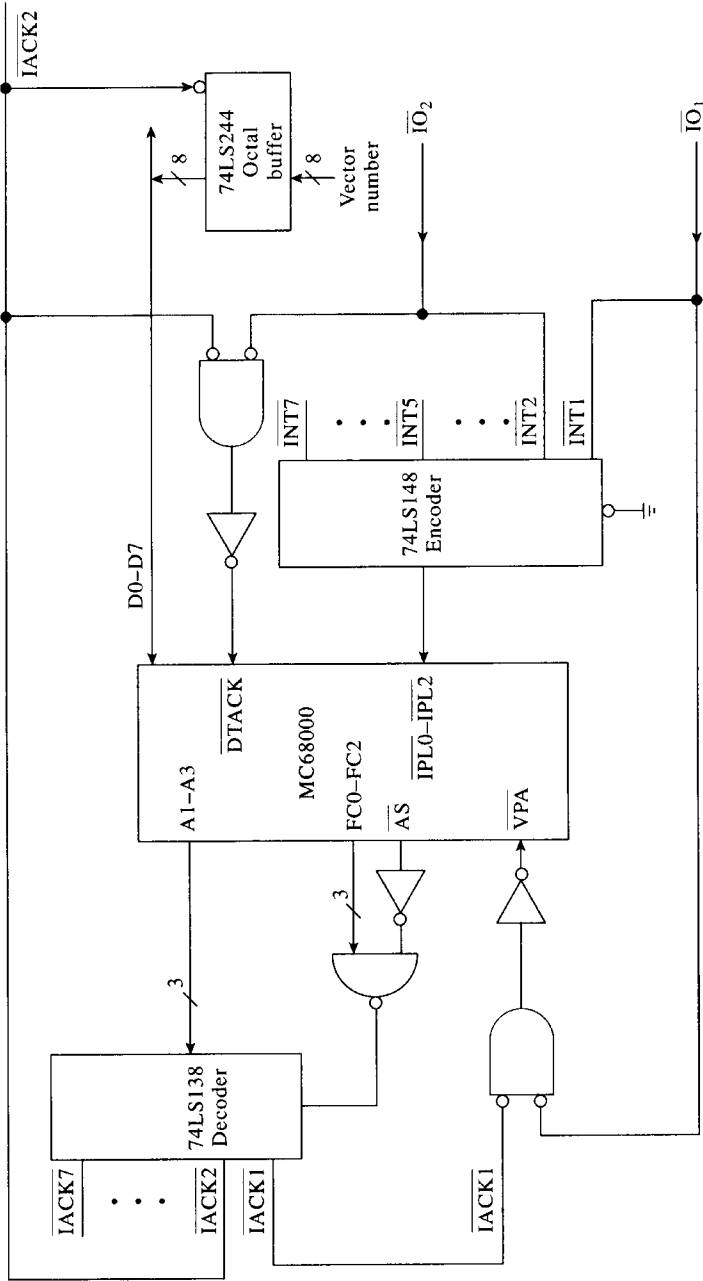 IACK2
IACK7
IACK2
IACK1
74LS138
Decoder
3
A1–A3
D0–D7
8
74LS244
Octal
buffer
8
Vector
number
DTACK
MC68000
3
FC0–FC2
AS
IPL0–IPL2
VPA
INT7
INT5
INT2
INT1
74LS148
Encoder
IO2
IACK1
IO1